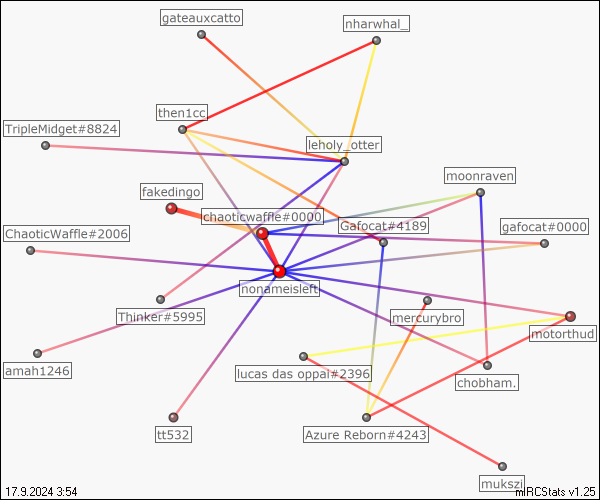 gateauxcatto
nharwhal_
then1cc
TripleMidget#8824
leholy_otter
moonraven
fakedingo
chaoticwaffle#0000
Gafocat#4189
gafocat#0000
ChaoticWaffle#2006
nonameisleft
Thinker#5995
mercurybro
motorthud
amah1246
lucas das oppai#2396
chobham.
tt532
Azure Reborn#4243
mukszi
17.9.2024 3:54
mIRCStats v1.25